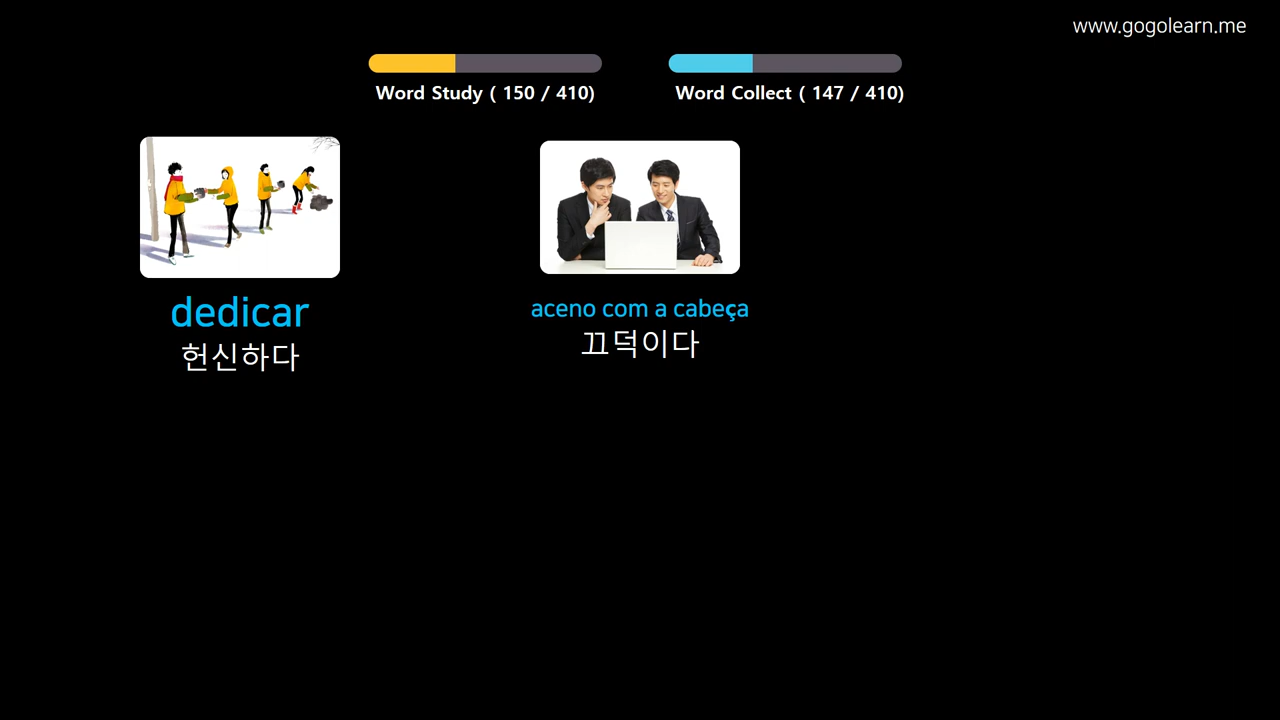 www.gogolearn.me
Word Study ( 150 / 410)
Word Collect ( 147 / 410)
dedicar
헌신하다
aceno com a cabeça
끄덕이다